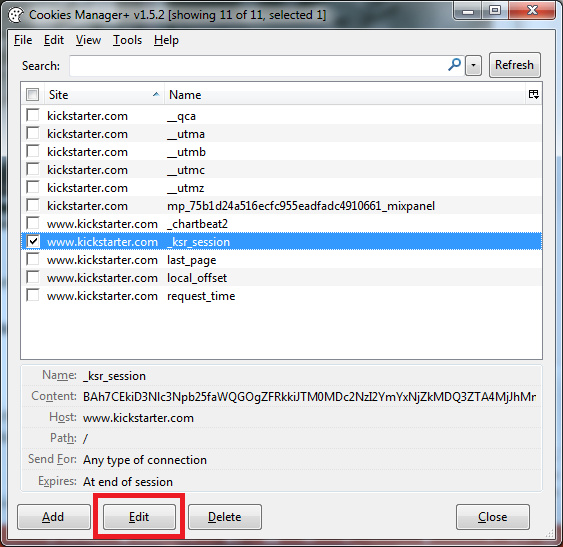 Cookies Manager+ v1.5.2 [showing 11 of 11, selected 1]
File Edit View Tools Help
Search: Refresh
Site Name
kickstarter.com __qca
kickstarter.com __utma
kickstarter.com __utmb
kickstarter.com __utmc
kickstarter.com __utmz
kickstarter.com mp_75b1d24a516ecfc955eadfadc4910661_mixpanel
www.kickstarter.com _chartbeat2
www.kickstarter.com _ksr_session
www.kickstarter.com last_page
www.kickstarter.com local_offset
www.kickstarter.com request_time
Name: _ksr_session
Content: BAh7CEkiD3Nlc3Npb25faWQGOgZFRkkiJTM0MDc2NzI2YmYxNjZkMDQ3ZTA4MjJhMm
Host: www.kickstarter.com
Path: /
Send For: Any type of connection
Expires: At end of session
Add Edit Delete Close